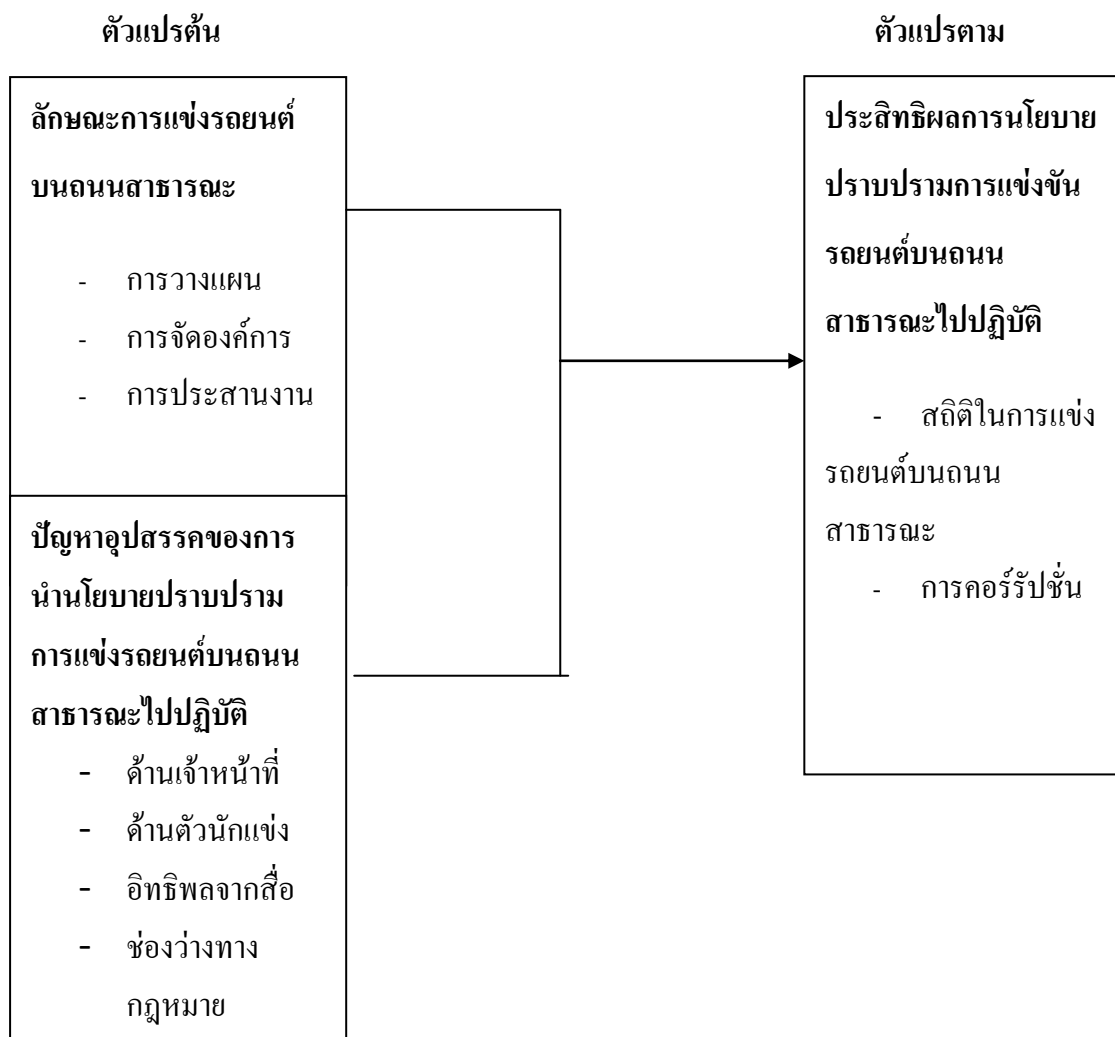 ตัวแปรต้น
ตัวแปรตาม
ลักษณะการแข่งรถยนต์
บนถนนสาธารณะ
- การวางแผน
- การจัดองค์การ
- การประสานงาน
ปัญหาอุปสรรคของการ
นำนโยบายปราบปราม
การแข่งรถยนต์บนถนน
สาธารณะไปปฏิบัติ
- ด้านเจ้าหน้าที่
- ด้านตัวนักแข่ง
- อิทธิพลจากสื่อ
- ช่องว่างทาง
กฎหมาย
ประสิทธิผลการนโยบาย
ปราบปรามการแข่งขัน
รถยนต์บนถนน
สาธารณะไปปฏิบัติ
- สถิติในการแข่ง
รถยนต์บนถนน
สาธารณะ
- การคอร์รัปชั่น